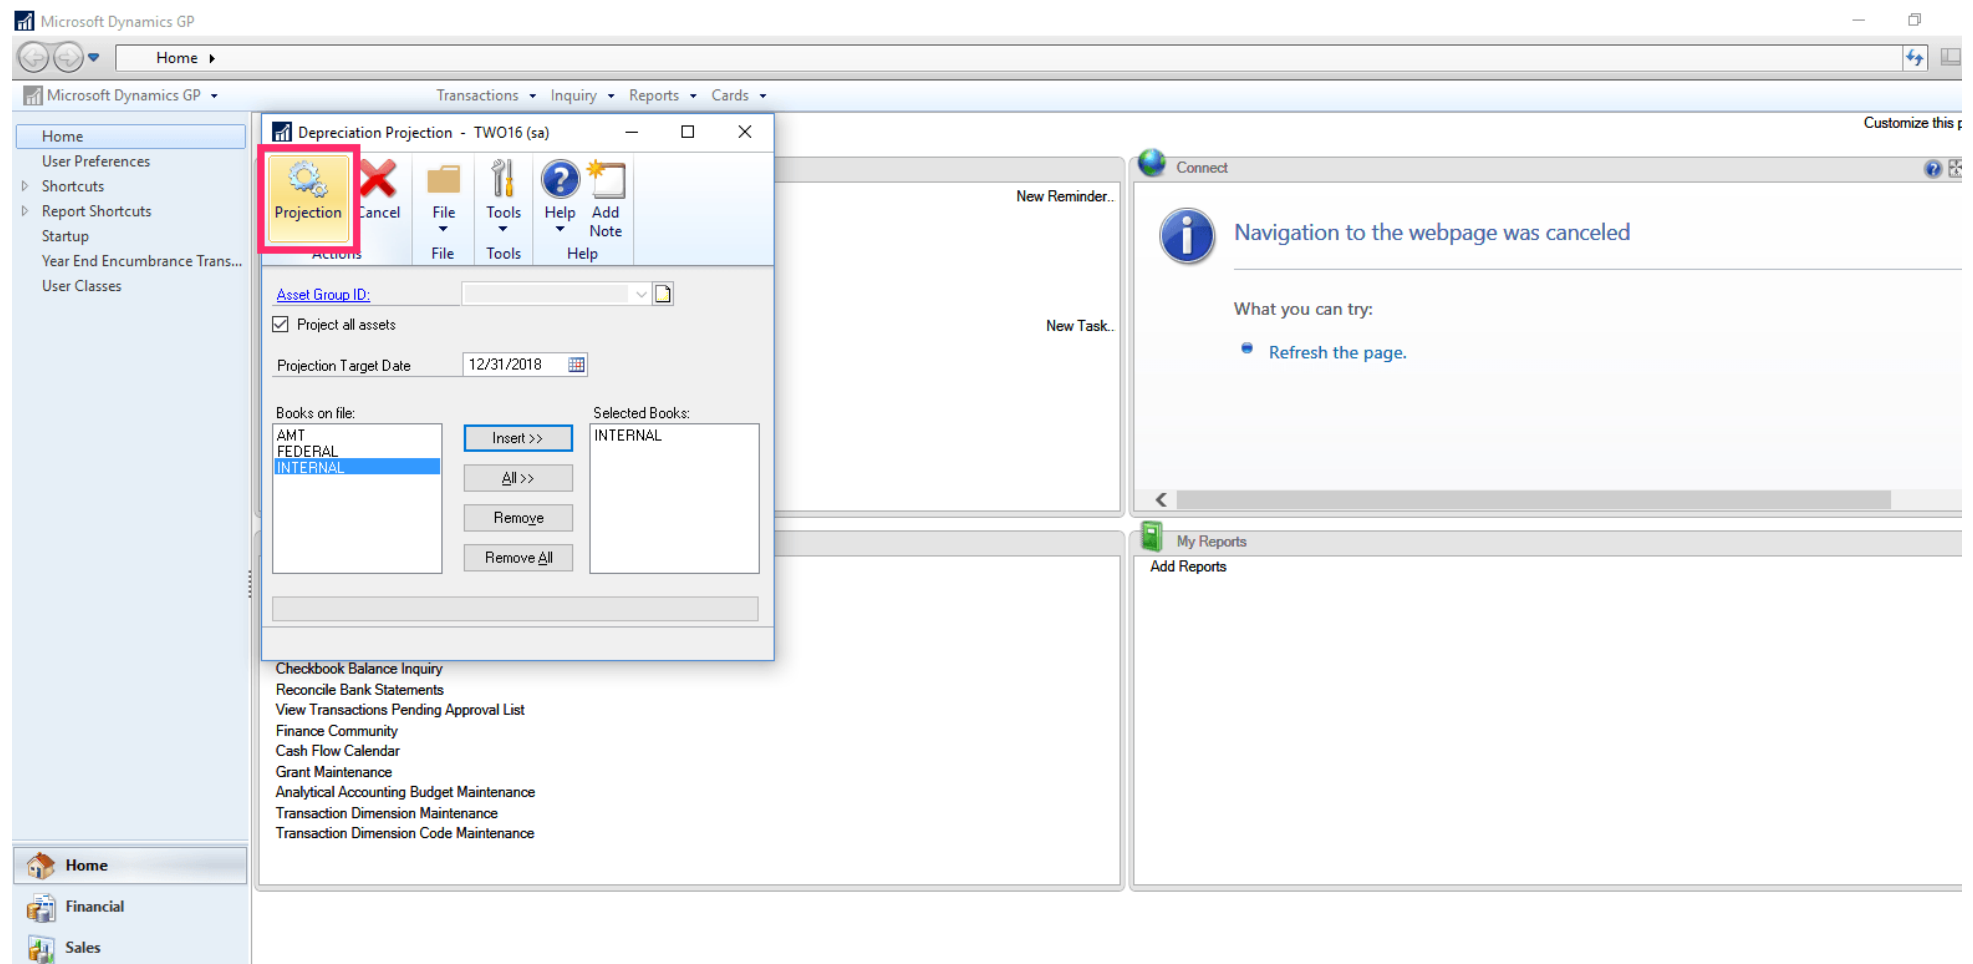 Microsoft Dynamics GP
Home
Microsoft Dynamics GP
Transactions Inquiry Reports Cards
Customize this p
Home
User Preferences
Shortcuts
Report Shortcuts
Startup
Year End Encumbrance Trans...
User Classes
Depreciation Projection - TWO16 (sa)
Projection
Cancel
File
Tools
Help
Add
Note
Actions
File
Tools
Help
Asset Group ID:
Project all assets
Projection Target Date
12/31/2018
Books on file:
Selected Books:
AMT
FEDERAL
INTERNAL
Insert >>
All >>
Remove
Remove All
INTERNAL
New Reminder..
New Task..
Connect
Navigation to the webpage was canceled
What you can try:
Refresh the page.
My Reports
Add Reports
Checkbook Balance Inquiry
Reconcile Bank Statements
View Transactions Pending Approval List
Finance Community
Cash Flow Calendar
Grant Maintenance
Analytical Accounting Budget Maintenance
Transaction Dimension Maintenance
Transaction Dimension Code Maintenance
Home
Financial
Sales